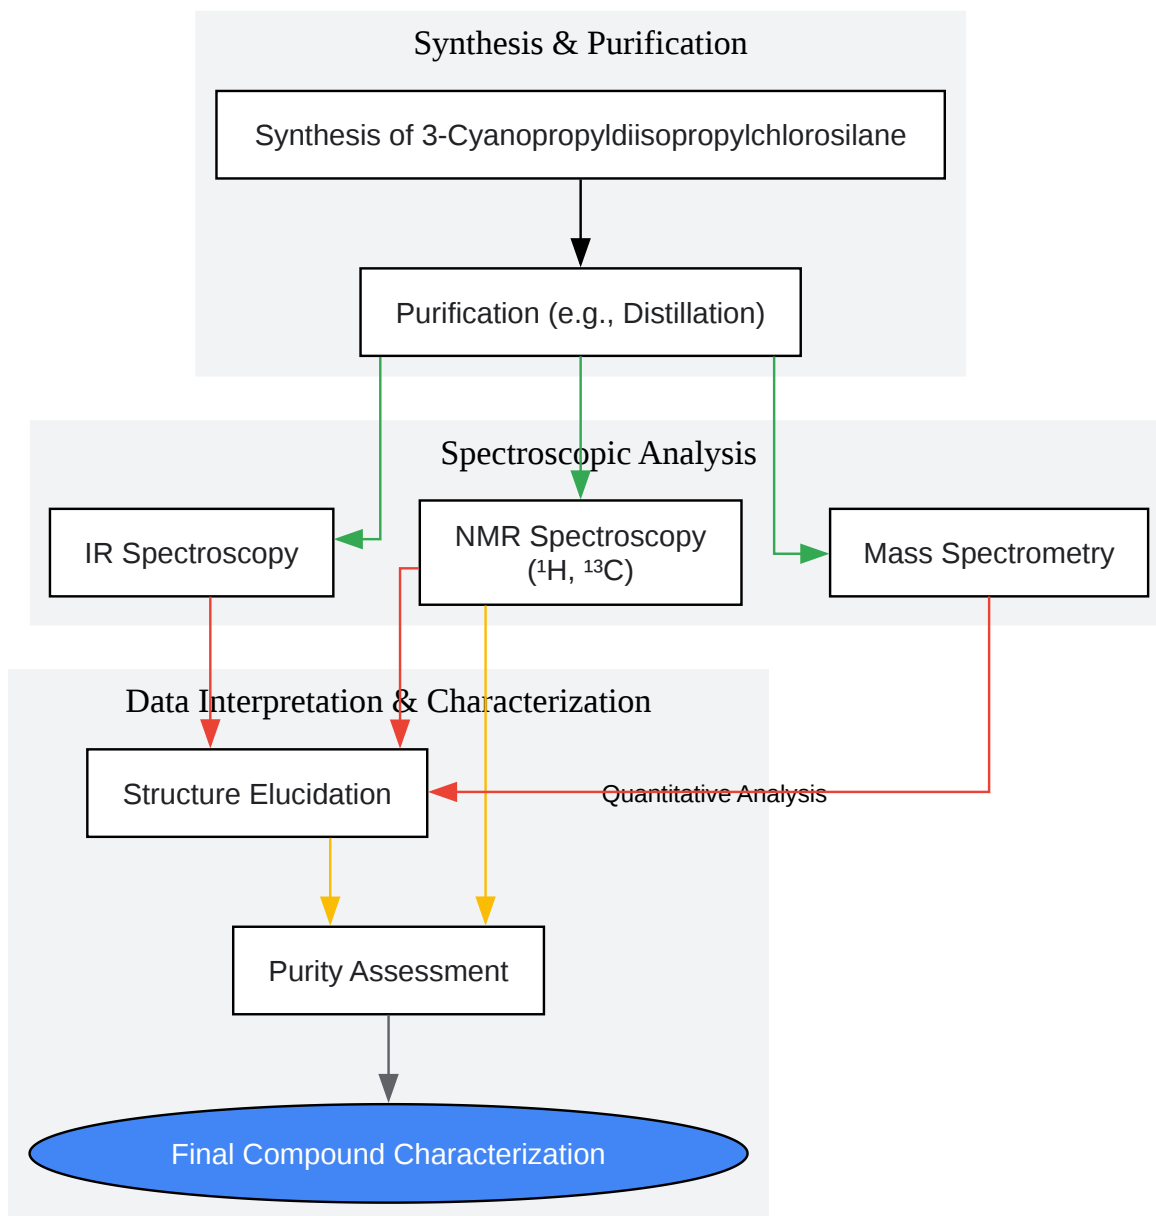 Synthesis & Purification
Synthesis of 3-Cyanopropyldiisopropylchlorosilane
Purification (e.g., Distillation)
Spectroscopic Analysis
IR Spectroscopy
NMR Spectroscopy
(¹H, ¹³C)
Mass Spectrometry
Data Interpretation & Characterization
Structure Elucidation
Quantitative Analysis
Purity Assessment
Final Compound Characterization